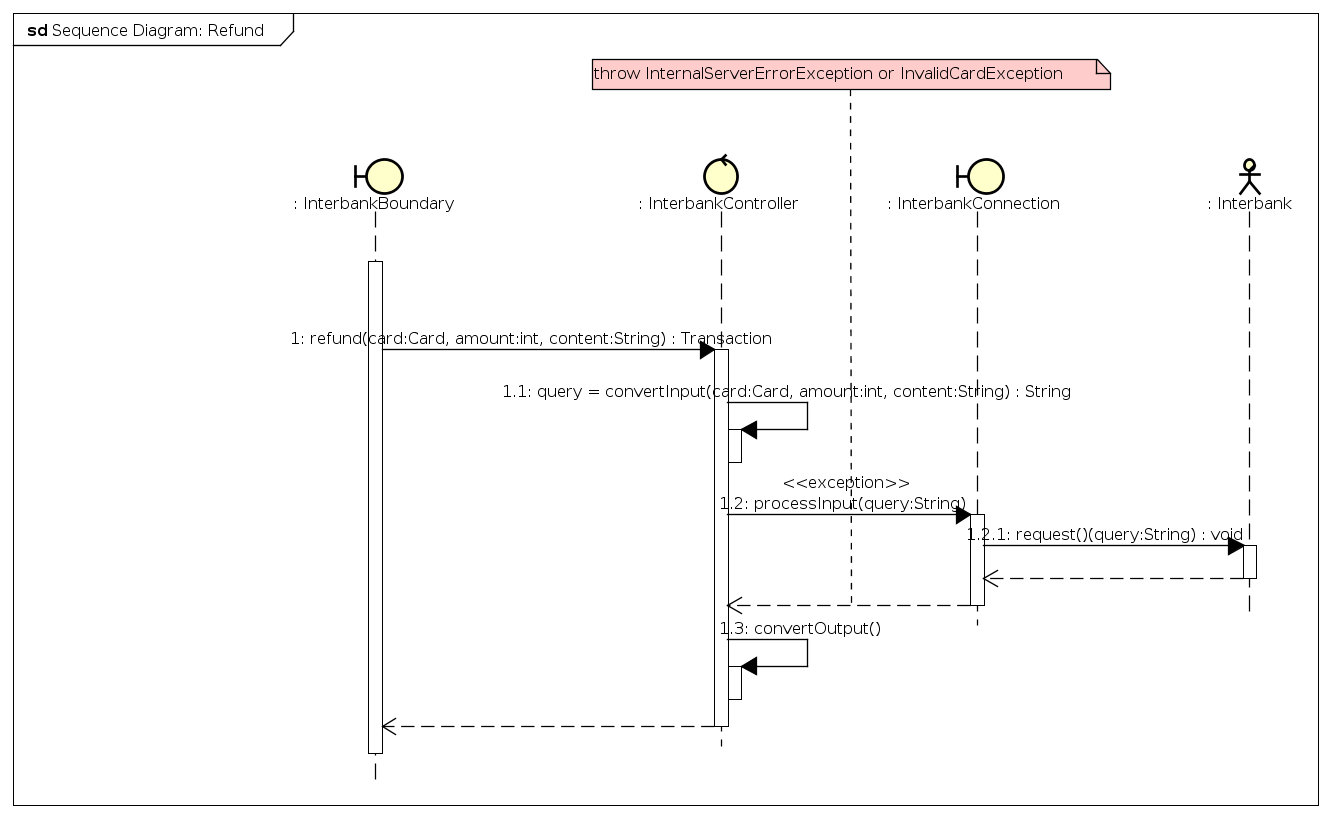 sd Sequence Diagram: Refund
throw InternalServerErrorException or InvalidCardException
: InterbankBoundary
: InterbankController
: InterbankConnection
: Interbank
1: refund(card:Card, amount:int, content:String) : Transaction
1.1: query = convertInput(card:Card, amount:int, content:String) : String
<<exception>>
1.2: processInput(query:String)
1.2.1: request()(query:String) : void
1.3: convertOutput()